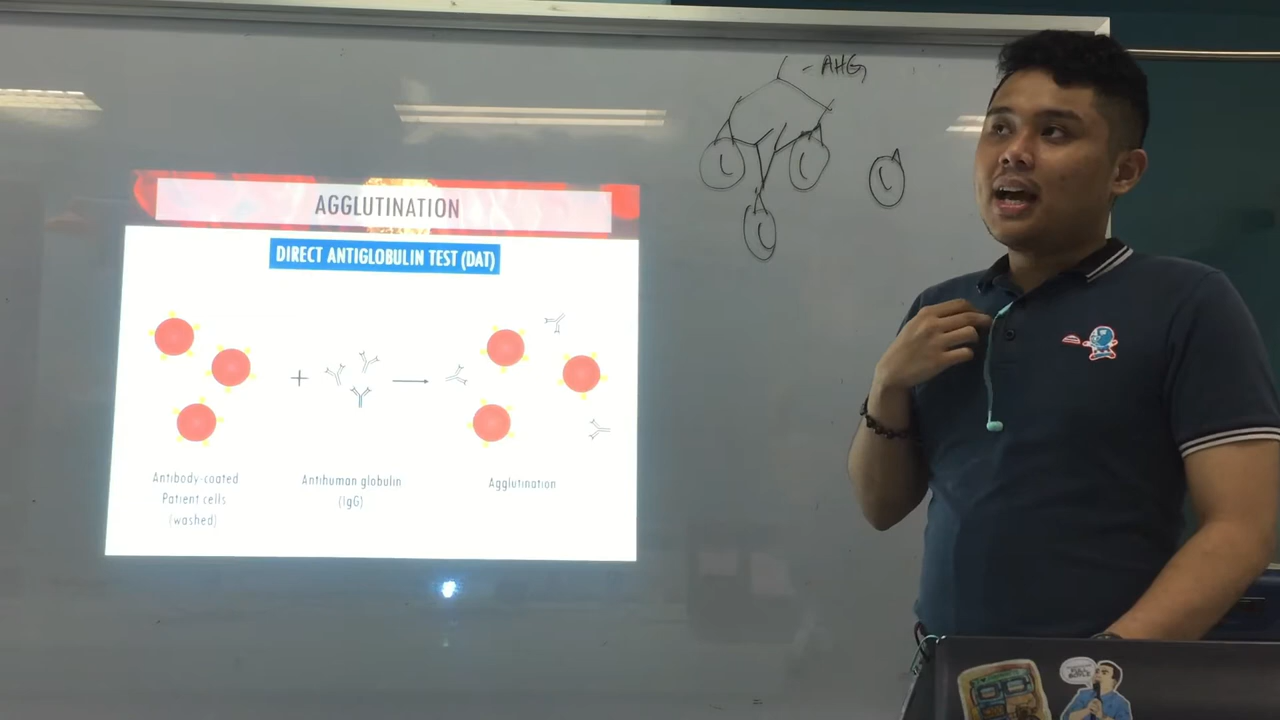 - AHG
AGGLUTINATION
DIRECT ANTIGLOBULIN TEST (DAT)
+
Antibody-coated
Patient cells
(washed)
Antihuman globulin
(IgG)
Agglutination